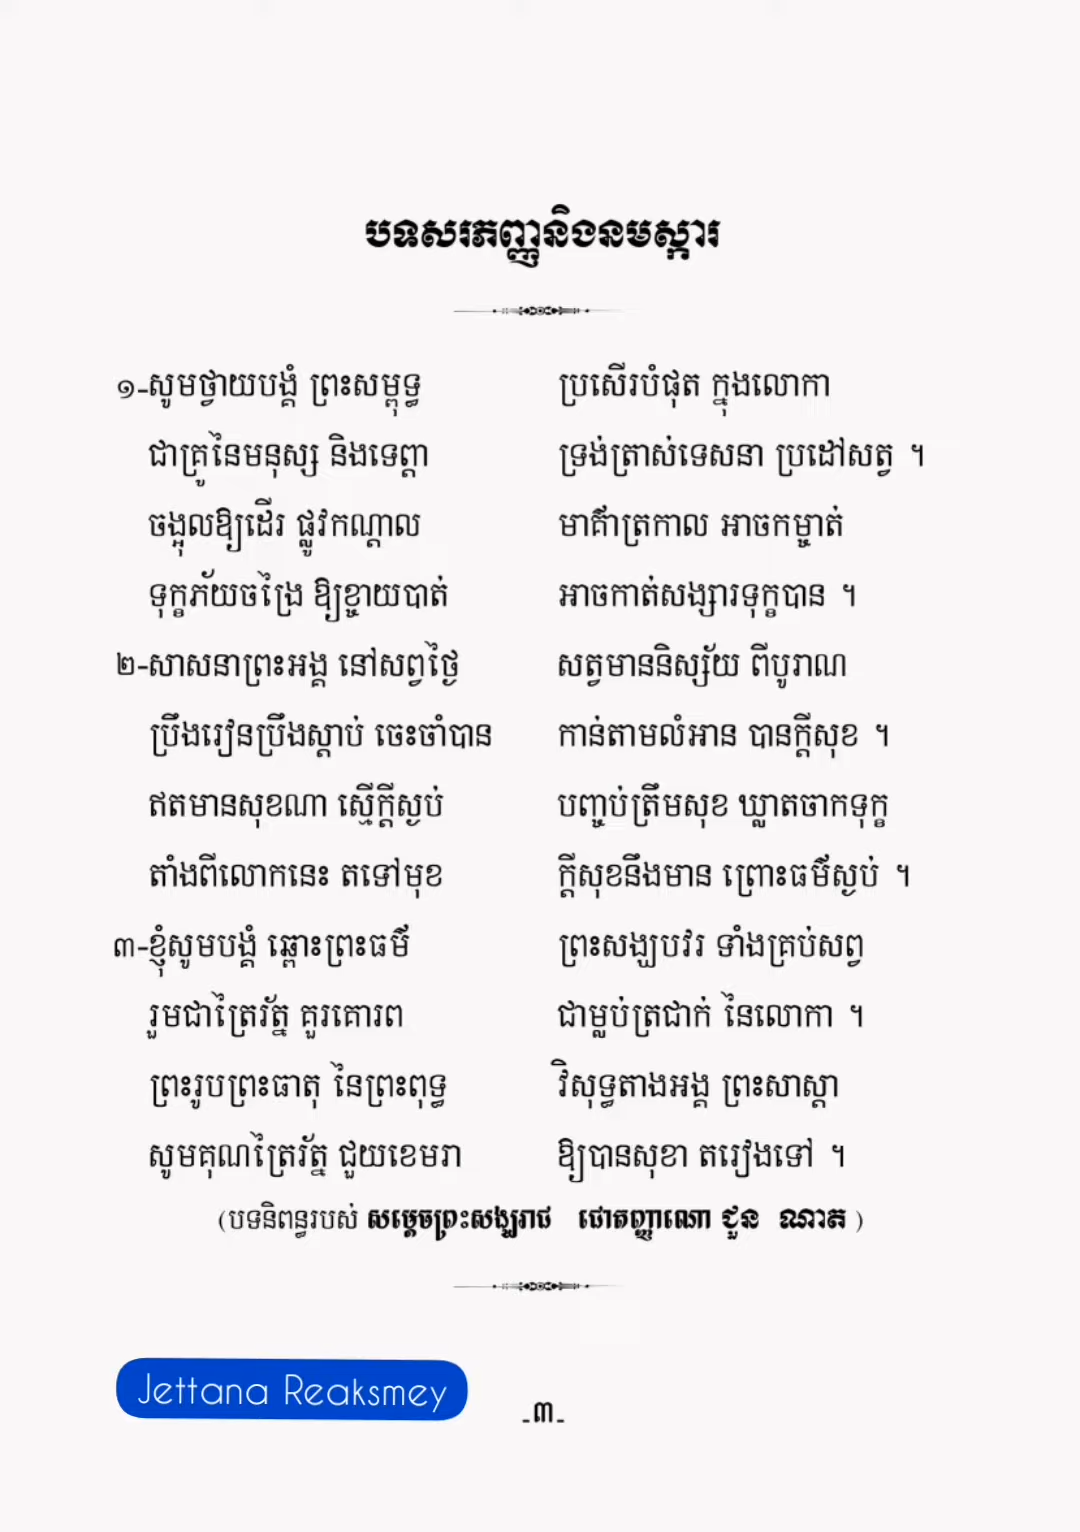 បទសរភញ្ញនិងនមស្ការ
១-សូមថ្វាយបង្គំ ព្រះសម្ពុទ្ធ ប្រសើរបំផុត ក្នុងលោកា
ជាគ្រូនៃមនុស្ស និងទេព្តា ទ្រង់ត្រាស់ទេសនា ប្រដៅសត្វ ។
ចង្អុលឱ្យដើរ ផ្លូវកណ្ដាល មាគ៌ាត្រកាល អាចកម្ចាត់
ទុក្ខភ័យចង្រៃ ឱ្យខ្ចាយបាត់ អាចកាត់សង្សារទុក្ខបាន ។
២-សាសនាព្រះអង្គ នៅសព្វថ្ងៃ សត្វមាននិស្ស័យ ពីបូរាណ
ប្រឹងរៀនប្រឹងស្ដាប់ ចេះចាំបាន កាន់តាមលំអាន បានក្ដីសុខ ។
ឥតមានសុខណា ស្មើក្ដីស្ងប់ បញ្ចប់ត្រឹមសុខ ឃ្លាតចាកទុក្ខ
តាំងពីលោកនេះ តទៅមុខ ក្ដីសុខនឹងមាន ព្រោះធម៌ស្ងប់ ។
៣-ខ្ញុំសូមបង្គំ ឆ្ពោះព្រះធម៌ ព្រះសង្ឃបវរ ទាំងគ្រប់សព្វ
រួមជាត្រៃរ័ត្ន គួរគោរព ជាម្លប់ត្រជាក់ នៃលោកា ។
ព្រះរូបព្រះធាតុ នៃព្រះពុទ្ធ វិសុទ្ធតាងអង្គ ព្រះសាស្ដា
សូមគុណត្រៃរ័ត្ន ជួយខេមរា ឱ្យបានសុខា តរៀងទៅ ។
(បទនិពន្ធរបស់ សម្ដេចព្រះសង្ឃរាជ ជោតញ្ញាណោ ជួន ណាត )
Jettana Reaksmey
-៣-